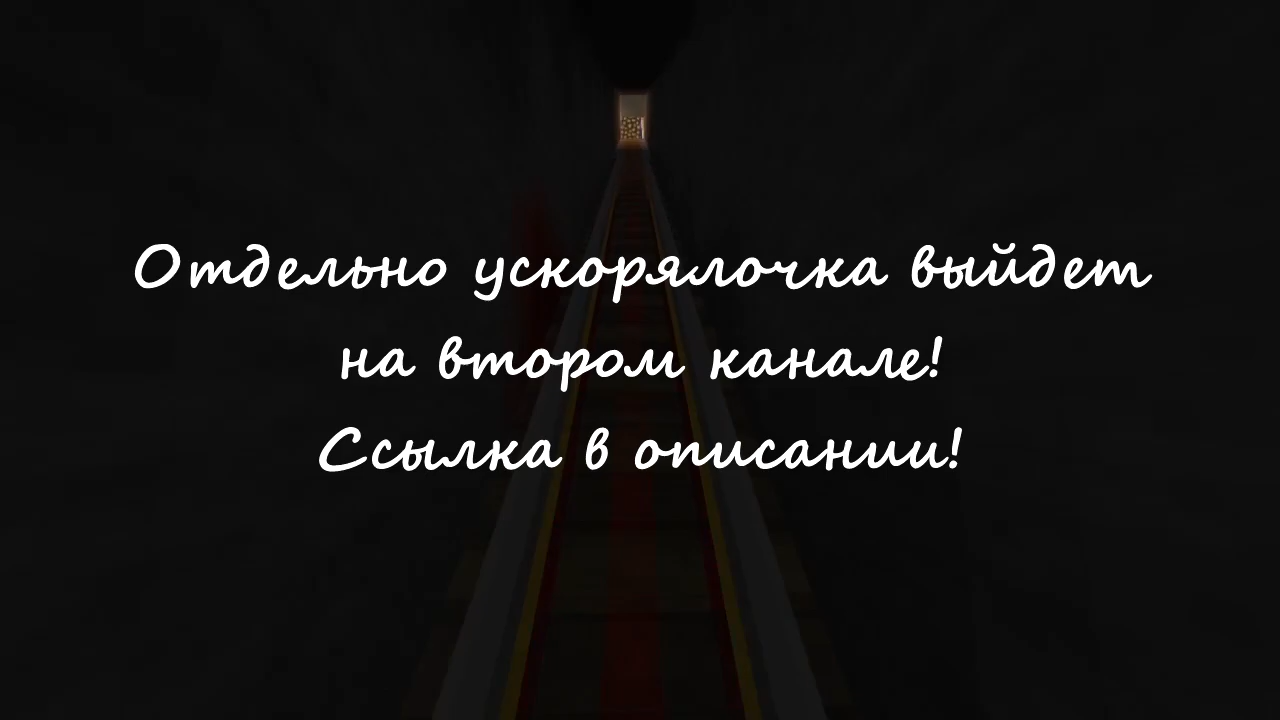 Отдельно ускорялочка выйдет
на втором канале!
Ссылка в описании!